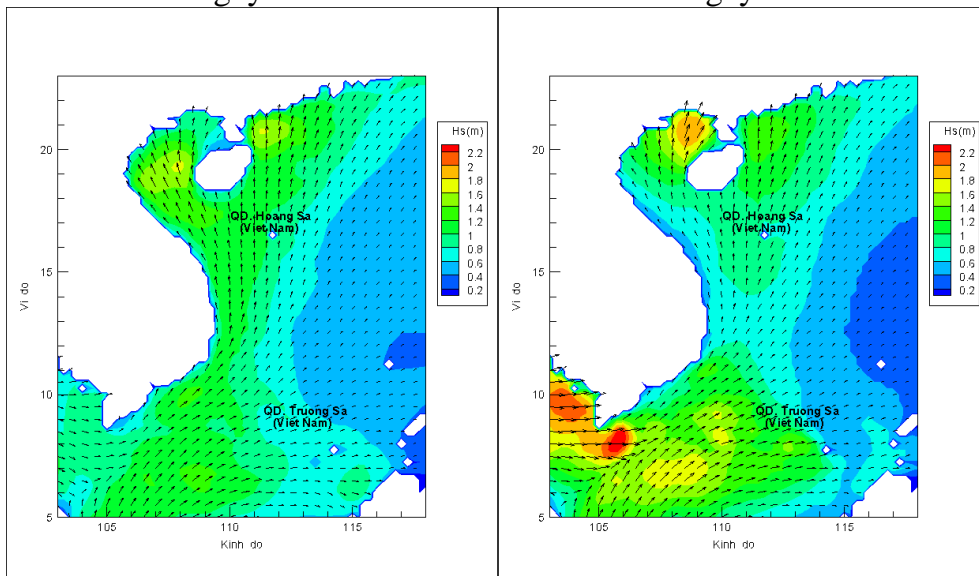 Hs(m)
2.2
2
1.8
1.6
1.4
1.2
1
0.8
0.6
0.4
0.2
20
15
10
5
Vi do
QD. Hoang Sa
(Viet Nam)
QD. Truong Sa
(Viet Nam)
105
110
115
Kinh do
Hs(m)
2.2
2
1.8
1.6
1.4
1.2
1
0.8
0.6
0.4
0.2
20
15
10
5
Vi do
QD. Hoang Sa
(Viet Nam)
QD. Truong Sa
(Viet Nam)
105
110
115
Kinh do